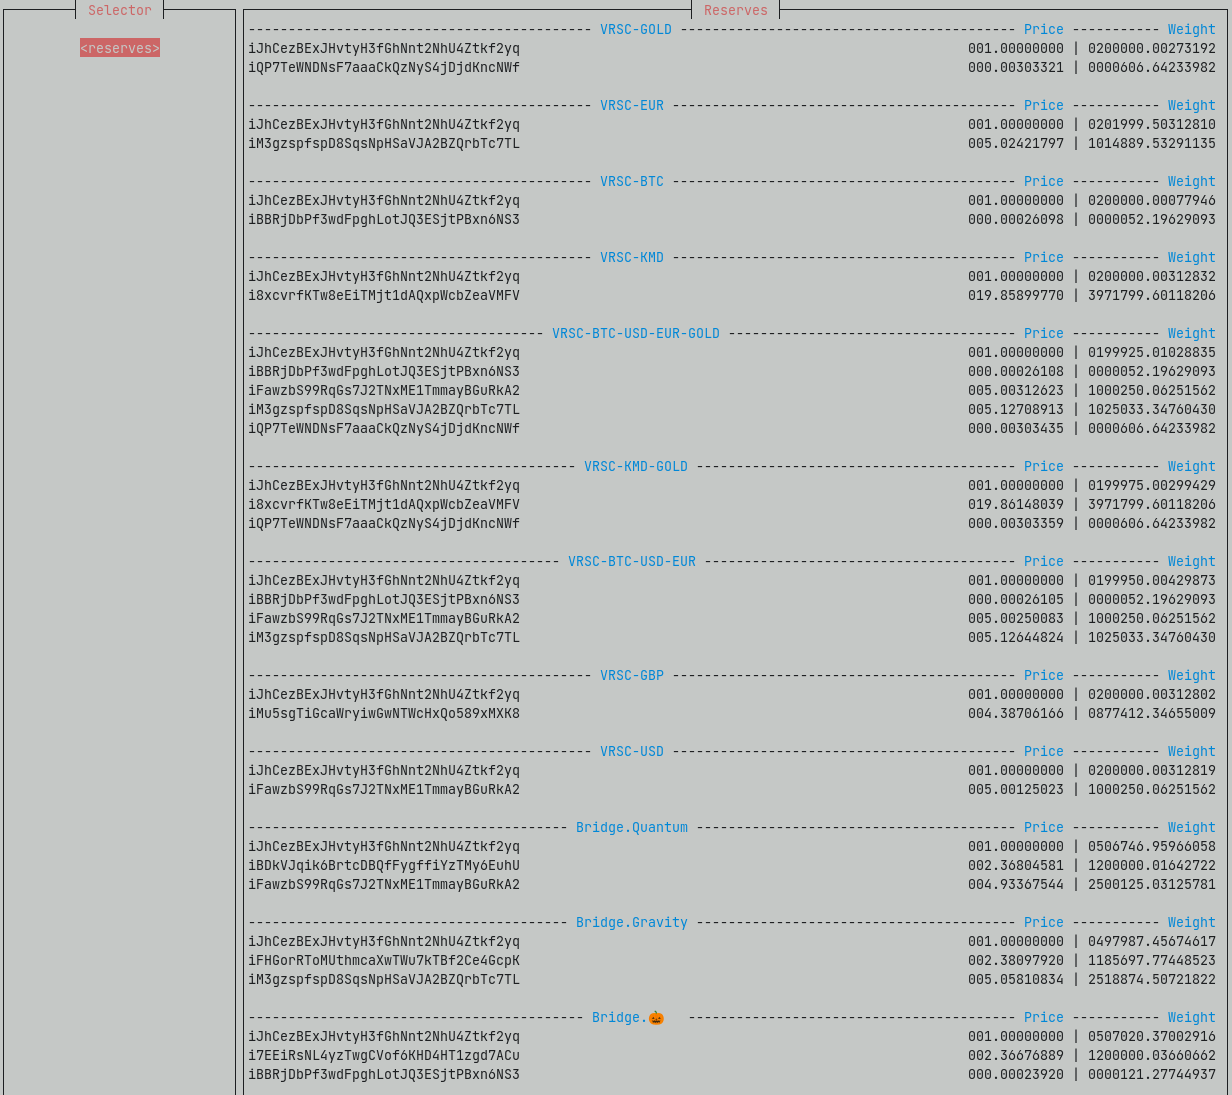 Selector
<reserves>
Reserves
------------------------------------------- VRSC-GOLD ------------------------------------------ Price ----------- Weight
iJhCezBExJHvtyH3fGhNnt2NhU4Ztkf2yq 001.00000000 | 0200000.00273192
iQP7TeWNDNsF7aaaCkQzNyS4jDjdKncNWf 000.00303321 | 0000606.64233982
------------------------------------------- VRSC-EUR ------------------------------------------- Price ----------- Weight
iJhCezBExJHvtyH3fGhNnt2NhU4Ztkf2yq 001.00000000 | 0201999.50312810
iM3gzspfspD8SqsNpHSaVJA2BZQrbTc7TL 005.02421797 | 1014889.53291135
------------------------------------------- VRSC-BTC ------------------------------------------- Price ----------- Weight
iJhCezBExJHvtyH3fGhNnt2NhU4Ztkf2yq 001.00000000 | 0200000.00077946
iBBRjDbPf3wdFpghLotJQ3ESjtPBxn6NS3 000.00026098 | 0000052.19629093
------------------------------------------- VRSC-KMD ------------------------------------------- Price ----------- Weight
iJhCezBExJHvtyH3fGhNnt2NhU4Ztkf2yq 001.00000000 | 0200000.00312832
i8xcvrfKTw8eEiTMjt1dAQxpWcbZeaVMFV 019.85899770 | 3971799.60118206
------------------------------------- VRSC-BTC-USD-EUR-GOLD ------------------------------------ Price ----------- Weight
iJhCezBExJHvtyH3fGhNnt2NhU4Ztkf2yq 001.00000000 | 0199925.01028835
iBBRjDbPf3wdFpghLotJQ3ESjtPBxn6NS3 000.00026108 | 0000052.19629093
iFawzbS99RqGs7J2TNxME1TmmayBGuRkA2 005.00312623 | 1000250.06251562
iM3gzspfspD8SqsNpHSaVJA2BZQrbTc7TL 005.12708913 | 1025033.34760430
iQP7TeWNDNsF7aaaCkQzNyS4jDjdKncNWf 000.00303435 | 0000606.64233982
----------------------------------------- VRSC-KMD-GOLD ---------------------------------------- Price ----------- Weight
iJhCezBExJHvtyH3fGhNnt2NhU4Ztkf2yq 001.00000000 | 0199975.00299429
i8xcvrfKTw8eEiTMjt1dAQxpWcbZeaVMFV 019.86148039 | 3971799.60118206
iQP7TeWNDNsF7aaaCkQzNyS4jDjdKncNWf 000.00303359 | 0000606.64233982
--------------------------------------- VRSC-BTC-USD-EUR --------------------------------------- Price ----------- Weight
iJhCezBExJHvtyH3fGhNnt2NhU4Ztkf2yq 001.00000000 | 0199950.00429873
iBBRjDbPf3wdFpghLotJQ3ESjtPBxn6NS3 000.00026105 | 0000052.19629093
iFawzbS99RqGs7J2TNxME1TmmayBGuRkA2 005.00250083 | 1000250.06251562
iM3gzspfspD8SqsNpHSaVJA2BZQrbTc7TL 005.12644824 | 1025033.34760430
------------------------------------------- VRSC-GBP ------------------------------------------- Price ----------- Weight
iJhCezBExJHvtyH3fGhNnt2NhU4Ztkf2yq 001.00000000 | 0200000.00312802
iMu5sgTiGcaWryiwGwNTWcHxQo589xMXK8 004.38706166 | 0877412.34655009
------------------------------------------- VRSC-USD ------------------------------------------- Price ----------- Weight
iJhCezBExJHvtyH3fGhNnt2NhU4Ztkf2yq 001.00000000 | 0200000.00312819
iFawzbS99RqGs7J2TNxME1TmmayBGuRkA2 005.00125023 | 1000250.06251562
---------------------------------------- Bridge.Quantum ---------------------------------------- Price ----------- Weight
iJhCezBExJHvtyH3fGhNnt2NhU4Ztkf2yq 001.00000000 | 0506746.95966058
iBDkVJqik6BrtcDBQfFygffiYzTMy6EuhU 002.36804581 | 1200000.01642722
iFawzbS99RqGs7J2TNxME1TmmayBGuRkA2 004.93367544 | 2500125.03125781
---------------------------------------- Bridge.Gravity ---------------------------------------- Price ----------- Weight
iJhCezBExJHvtyH3fGhNnt2NhU4Ztkf2yq 001.00000000 | 0497987.45674617
iFHGorRToMUthmcaXwTWu7kTBf2Ce4GcpK 002.38097920 | 1185697.77448523
iM3gzspfspD8SqsNpHSaVJA2BZQrbTc7TL 005.05810834 | 2518874.50721822
------------------------------------------ Bridge.🎃 ----------------------------------------- Price ----------- Weight
iJhCezBExJHvtyH3fGhNnt2NhU4Ztkf2yq 001.00000000 | 0507020.37002916
i7EEiRsNL4yzTwgCVof6KHD4HT1zgd7ACu 002.36676889 | 1200000.03660662
iBBRjDbPf3wdFpghLotJQ3ESjtPBxn6NS3 000.00023920 | 0000121.27744937